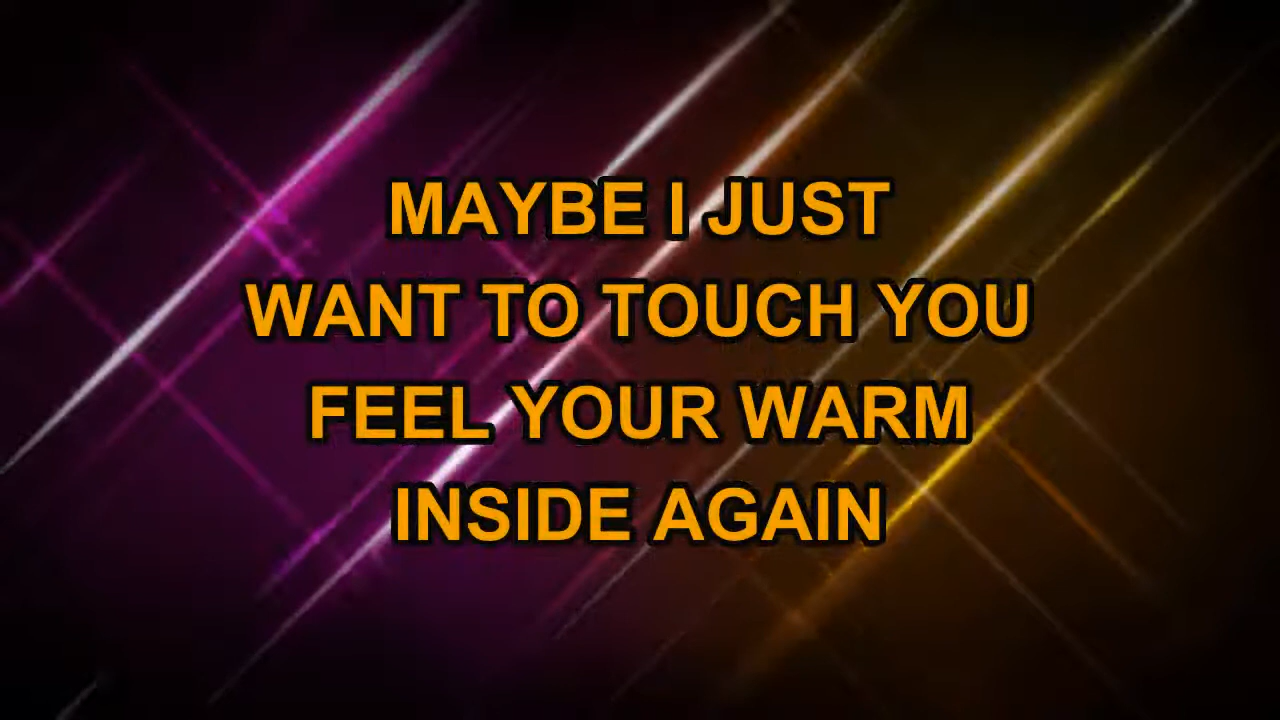 MAYBE I JUST
WANT TO TOUCH YOU
FEEL YOUR WARM
INSIDE AGAIN